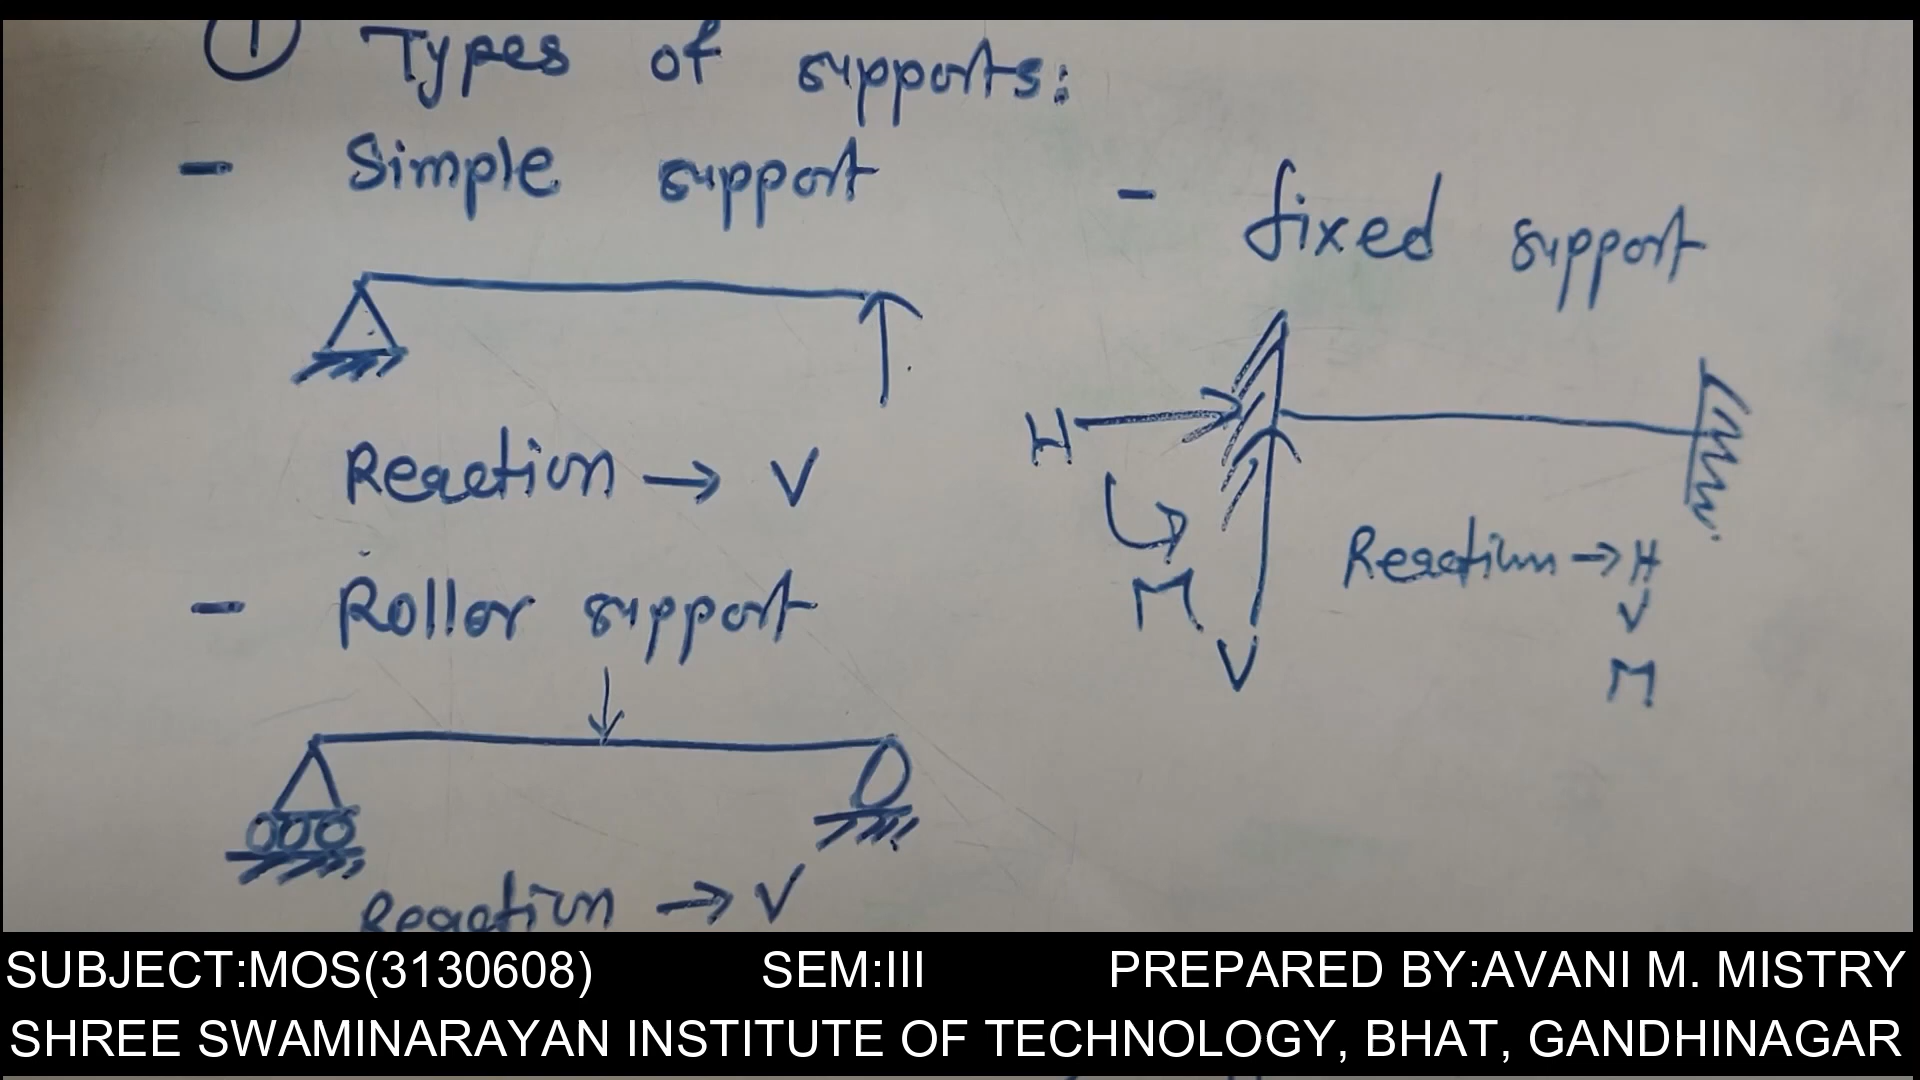 ① Types of supports:
- Simple support
Reaction → V
- Roller support
Reaction → V
- fixed support
H
M
V
Reaction → H
V
M
SUBJECT:MOS(3130608) SEM:III PREPARED BY:AVANI M. MISTRY
SHREE SWAMINARAYAN INSTITUTE OF TECHNOLOGY, BHAT, GANDHINAGAR